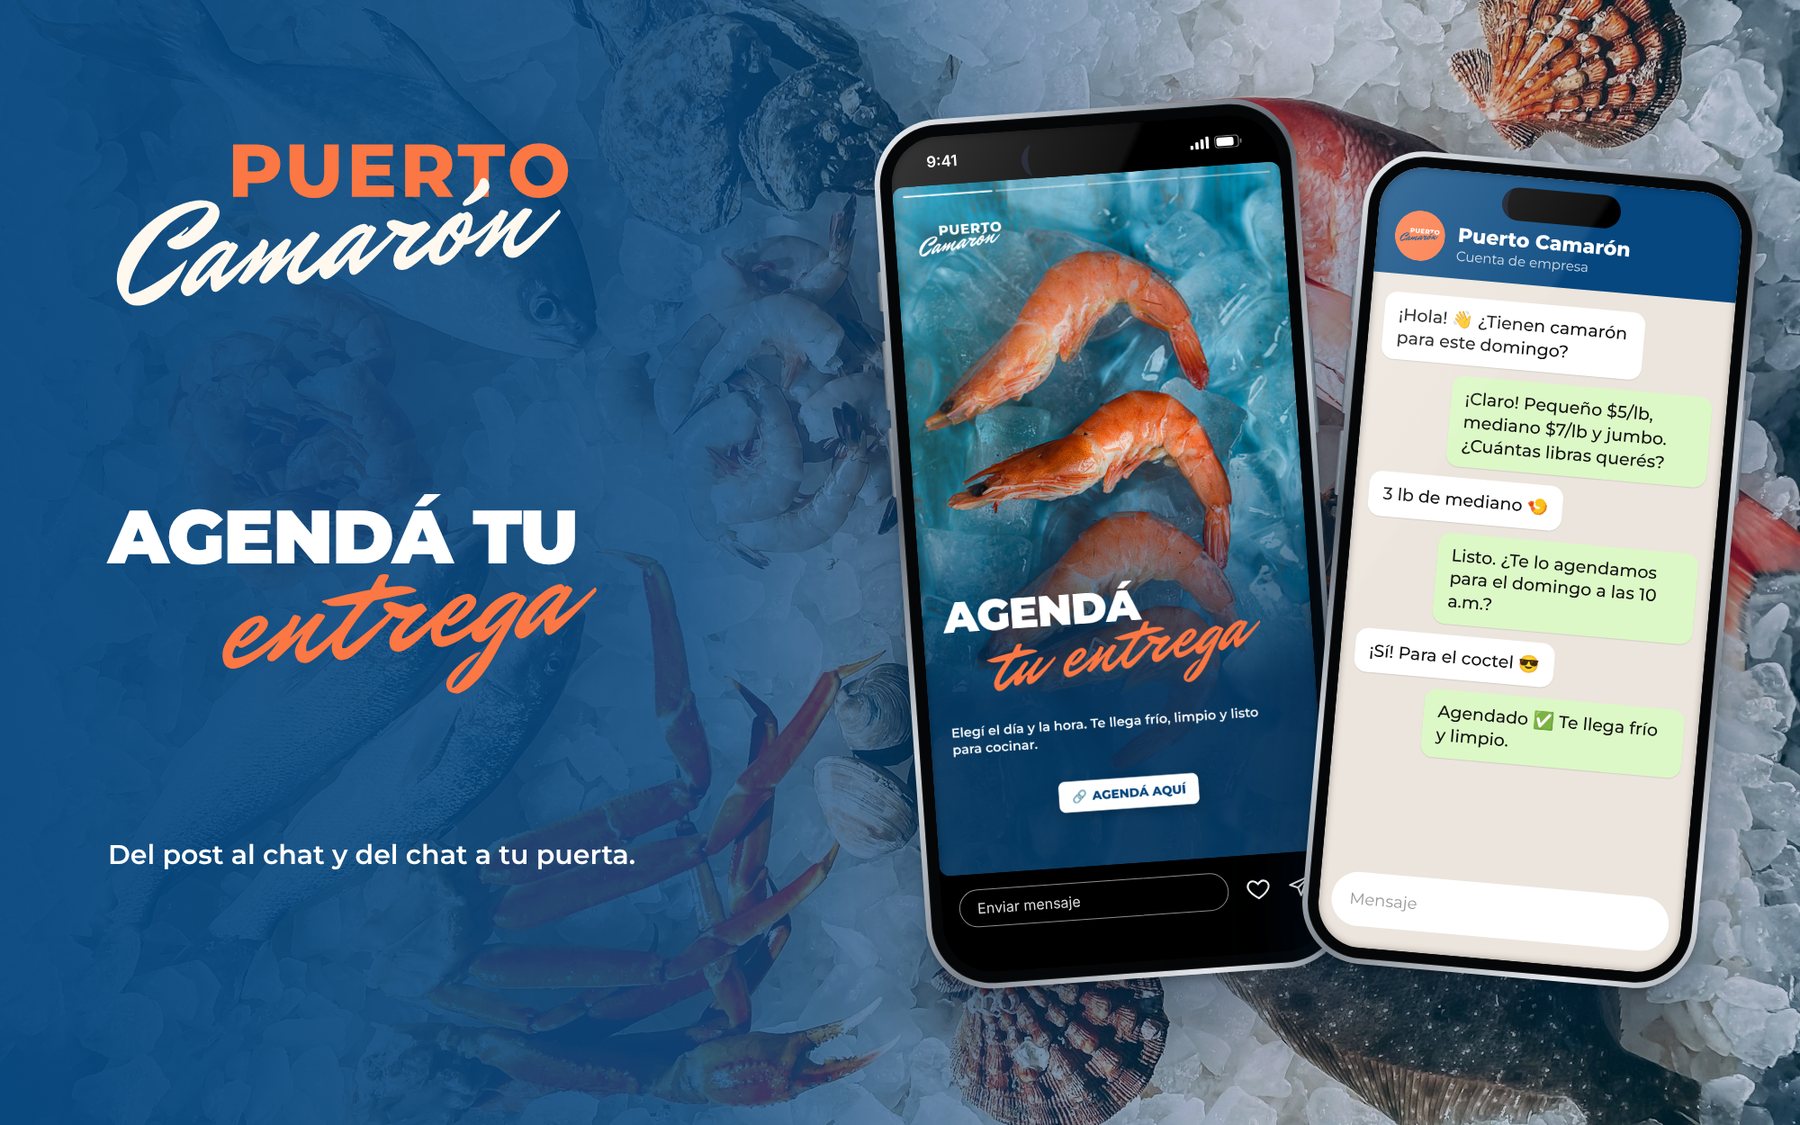 PUERTO
Camarón
AGENDÁ TU
entrega
Del post al chat y del chat a tu puerta.
9:41
PUERTO
Camarón
AGENDÁ
tu entrega
Elegí el día y la hora. Te llega frío, limpio y listo
para cocinar.
🔗 AGENDÁ AQUÍ
Enviar mensaje
PUERTO
Camarón
Puerto Camarón
Cuenta de empresa
¡Hola! 👋 ¿Tienen camarón
para este domingo?
¡Claro! Pequeño $5/lb,
mediano $7/lb y jumbo.
¿Cuántas libras querés?
3 lb de mediano 🍤
Listo. ¿Te lo agendamos
para el domingo a las 10
a.m.?
¡Sí! Para el coctel 😎
Agendado ✅ Te llega frío
y limpio.
Mensaje